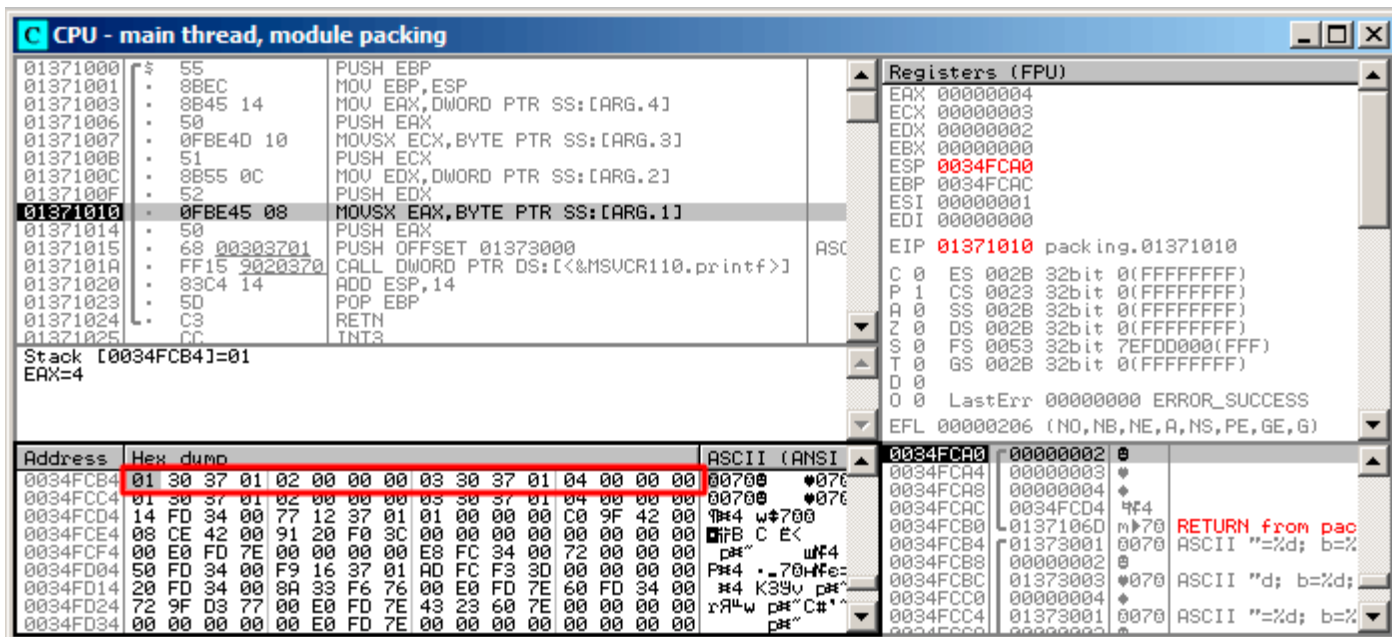 C CPU - main thread, module packing
01371000 $ 55 PUSH EBP
01371001 . 8BEC MOV EBP,ESP
01371003 . 8B45 14 MOV EAX,DWORD PTR SS:[ARG.4]
01371006 . 50 PUSH EAX
01371007 . 0FBE4D 10 MOVSX ECX,BYTE PTR SS:[ARG.3]
0137100B . 51 PUSH ECX
0137100C . 8B55 0C MOV EDX,DWORD PTR SS:[ARG.2]
0137100F . 52 PUSH EDX
01371010 . 0FBE45 08 MOVSX EAX,BYTE PTR SS:[ARG.1]
01371014 . 50 PUSH EAX
01371015 . 68 00303701 PUSH OFFSET 01373000 ASC
0137101A . FF15 9020370 CALL DWORD PTR DS:[<&MSVCR110.printf>]
01371020 . 83C4 14 ADD ESP,14
01371023 . 5D POP EBP
01371024 . C3 RETN
01371025 CC INT3
Registers (FPU)
EAX 00000004
ECX 00000003
EDX 00000002
EBX 00000000
ESP 0034FCA0
EBP 0034FCAC
ESI 00000001
EDI 00000000
EIP 01371010 packing.01371010
C 0 ES 002B 32bit 0(FFFFFFFF)
P 1 CS 0023 32bit 0(FFFFFFFF)
A 0 SS 002B 32bit 0(FFFFFFFF)
Z 0 DS 002B 32bit 0(FFFFFFFF)
S 0 FS 0053 32bit 7EFDD000(FFF)
T 0 GS 002B 32bit 0(FFFFFFFF)
D 0
O 0 LastErr 00000000 ERROR_SUCCESS
EFL 00000206 (NO,NB,NE,A,NS,PE,GE,G)
Stack [0034FCB4]=01
EAX=4
Address Hex dump ASCII (ANSI
0034FCB4 01 30 37 01 02 00 00 00 03 30 37 01 04 00 00 00
0034FCC4 01 30 37 01 02 00 00 00 03 30 37 01 04 00 00 00
0034FCD4 14 FD 34 00 77 12 37 01 01 00 00 00 C0 9F 42 00
0034FCE4 08 CE 42 00 91 20 F0 3C 00 00 00 00 00 00 00 00
0034FCF4 00 E0 FD 7E 00 00 00 00 E8 FC 34 00 72 00 00 00
0034FD04 50 FD 34 00 F9 16 37 01 AD FC F3 3D 00 00 00 00
0034FD14 20 FD 34 00 8A 33 F6 76 00 E0 FD 7E 60 FD 34 00
0034FD24 72 9F D3 77 00 E0 FD 7E 43 23 60 7E 00 00 00 00
0034FD34 00 00 00 00 00 E0 FD 7E 00 00 00 00 00 00 00 00
0034FCA0 00000002
0034FCA4 00000003
0034FCA8 00000004
0034FCAC 0034FCD4
0034FCB0 0137106D RETURN from pac
0034FCB4 01373001 ASCII "=%d; b=%
0034FCB8 00000002
0034FCBC 01373003 ASCII "d; b=%d;
0034FCC0 00000004
0034FCC4 01373001 ASCII "=%d; b=%